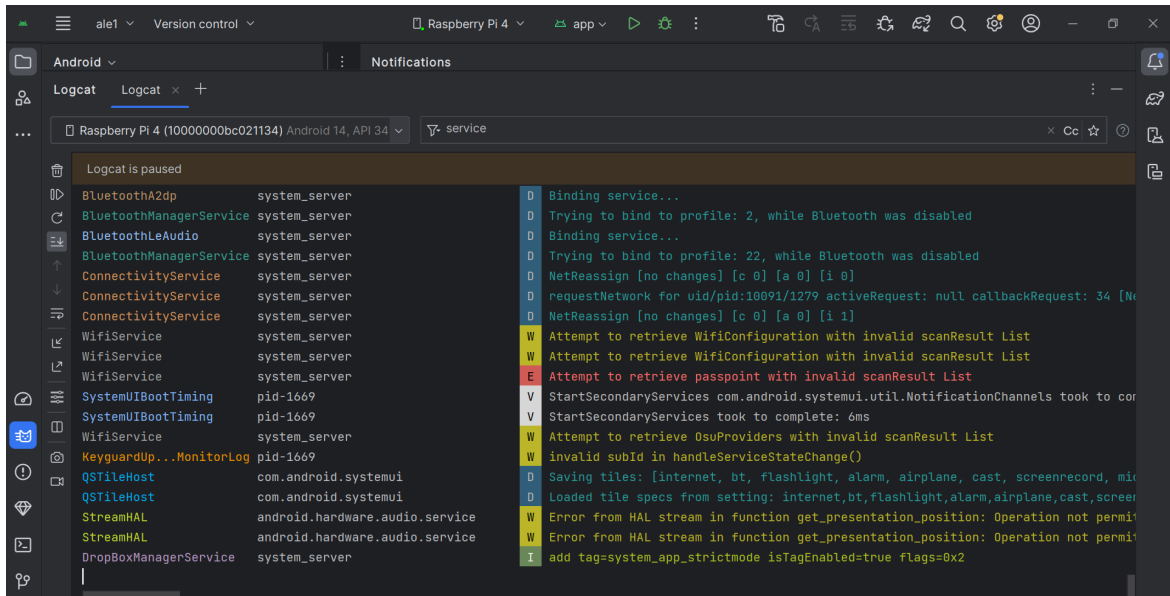 ale1 Version control Raspberry Pi 4 app
Android Notifications
Logcat Logcat
Raspberry Pi 4 (10000000bc021134) Android 14, API 34 service Cc
Logcat is paused
BluetoothA2dp system_server D Binding service...
BluetoothManagerService system_server D Trying to bind to profile: 2, while Bluetooth was disabled
BluetoothLeAudio system_server D Binding service...
BluetoothManagerService system_server D Trying to bind to profile: 22, while Bluetooth was disabled
ConnectivityService system_server D NetReassign [no changes] [c 0] [a 0] [i 0]
ConnectivityService system_server D requestNetwork for uid/pid:10091/1279 activeRequest: null callbackRequest: 34 [Ne
ConnectivityService system_server D NetReassign [no changes] [c 0] [a 0] [i 1]
WifiService system_server W Attempt to retrieve WifiConfiguration with invalid scanResult List
WifiService system_server W Attempt to retrieve WifiConfiguration with invalid scanResult List
WifiService system_server E Attempt to retrieve passpoint with invalid scanResult List
SystemUIBootTiming pid-1669 V StartSecondaryServices com.android.systemui.util.NotificationChannels took to com
SystemUIBootTiming pid-1669 V StartSecondaryServices took to complete: 6ms
WifiService system_server W Attempt to retrieve OsuProviders with invalid scanResult List
KeyguardUp...MonitorLog pid-1669 W invalid subId in handleServiceStateChange()
QSTileHost com.android.systemui D Saving tiles: [internet, bt, flashlight, alarm, airplane, cast, screenrecord, mic
QSTileHost com.android.systemui D Loaded tile specs from setting: internet,bt,flashlight,alarm,airplane,cast,screen
StreamHAL android.hardware.audio.service W Error from HAL stream in function get_presentation_position: Operation not permit
StreamHAL android.hardware.audio.service W Error from HAL stream in function get_presentation_position: Operation not permit
DropBoxManagerService system_server I add tag=system_app_strictmode isTagEnabled=true flags=0x2